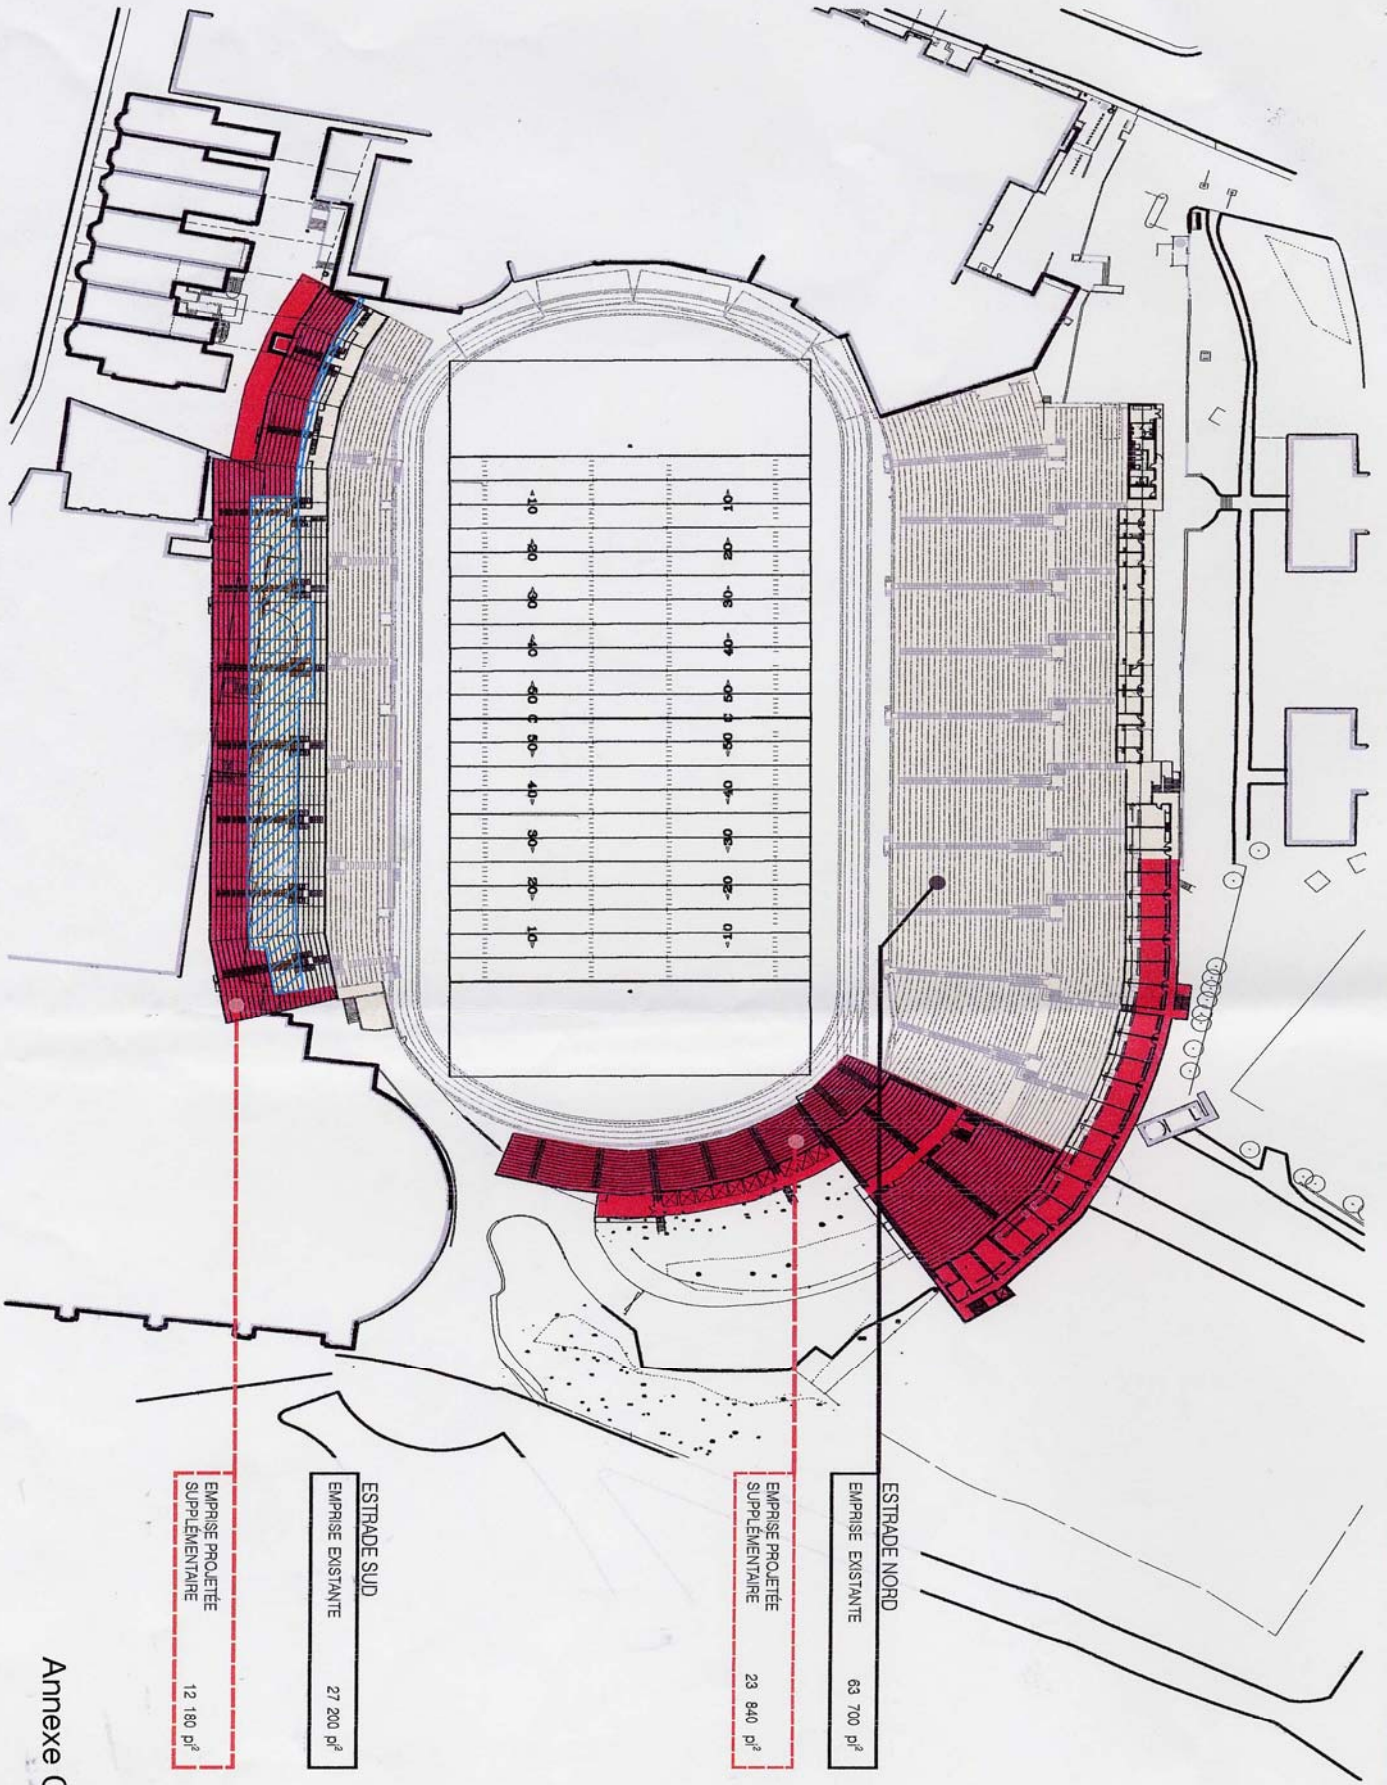 ESTRADE NORD
EMPRISE EXISTANTE 63 700 pi²
EMPRISE PROJETÉE
SUPPLÉMENTAIRE 23 840 pi²
ESTRADE SUD
EMPRISE EXISTANTE 27 200 pi²
EMPRISE PROJETÉE
SUPPLÉMENTAIRE 12 180 pi²
10 20 30 40 50 C 50 40 30 20 10
10 20 30 40 50 C 50 40 30 20 10
Annexe